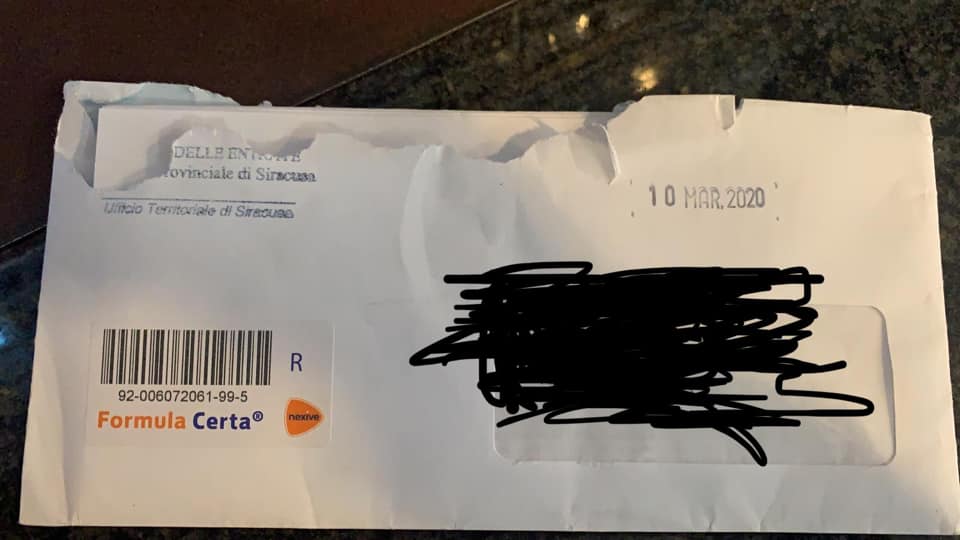 DELLE ENTRATE
rovinciale di Siracusa
Ufficio Territoriale di Siracusa
10 MAR. 2020
R
92-006072061-99-5
Formula Certa®
nexive